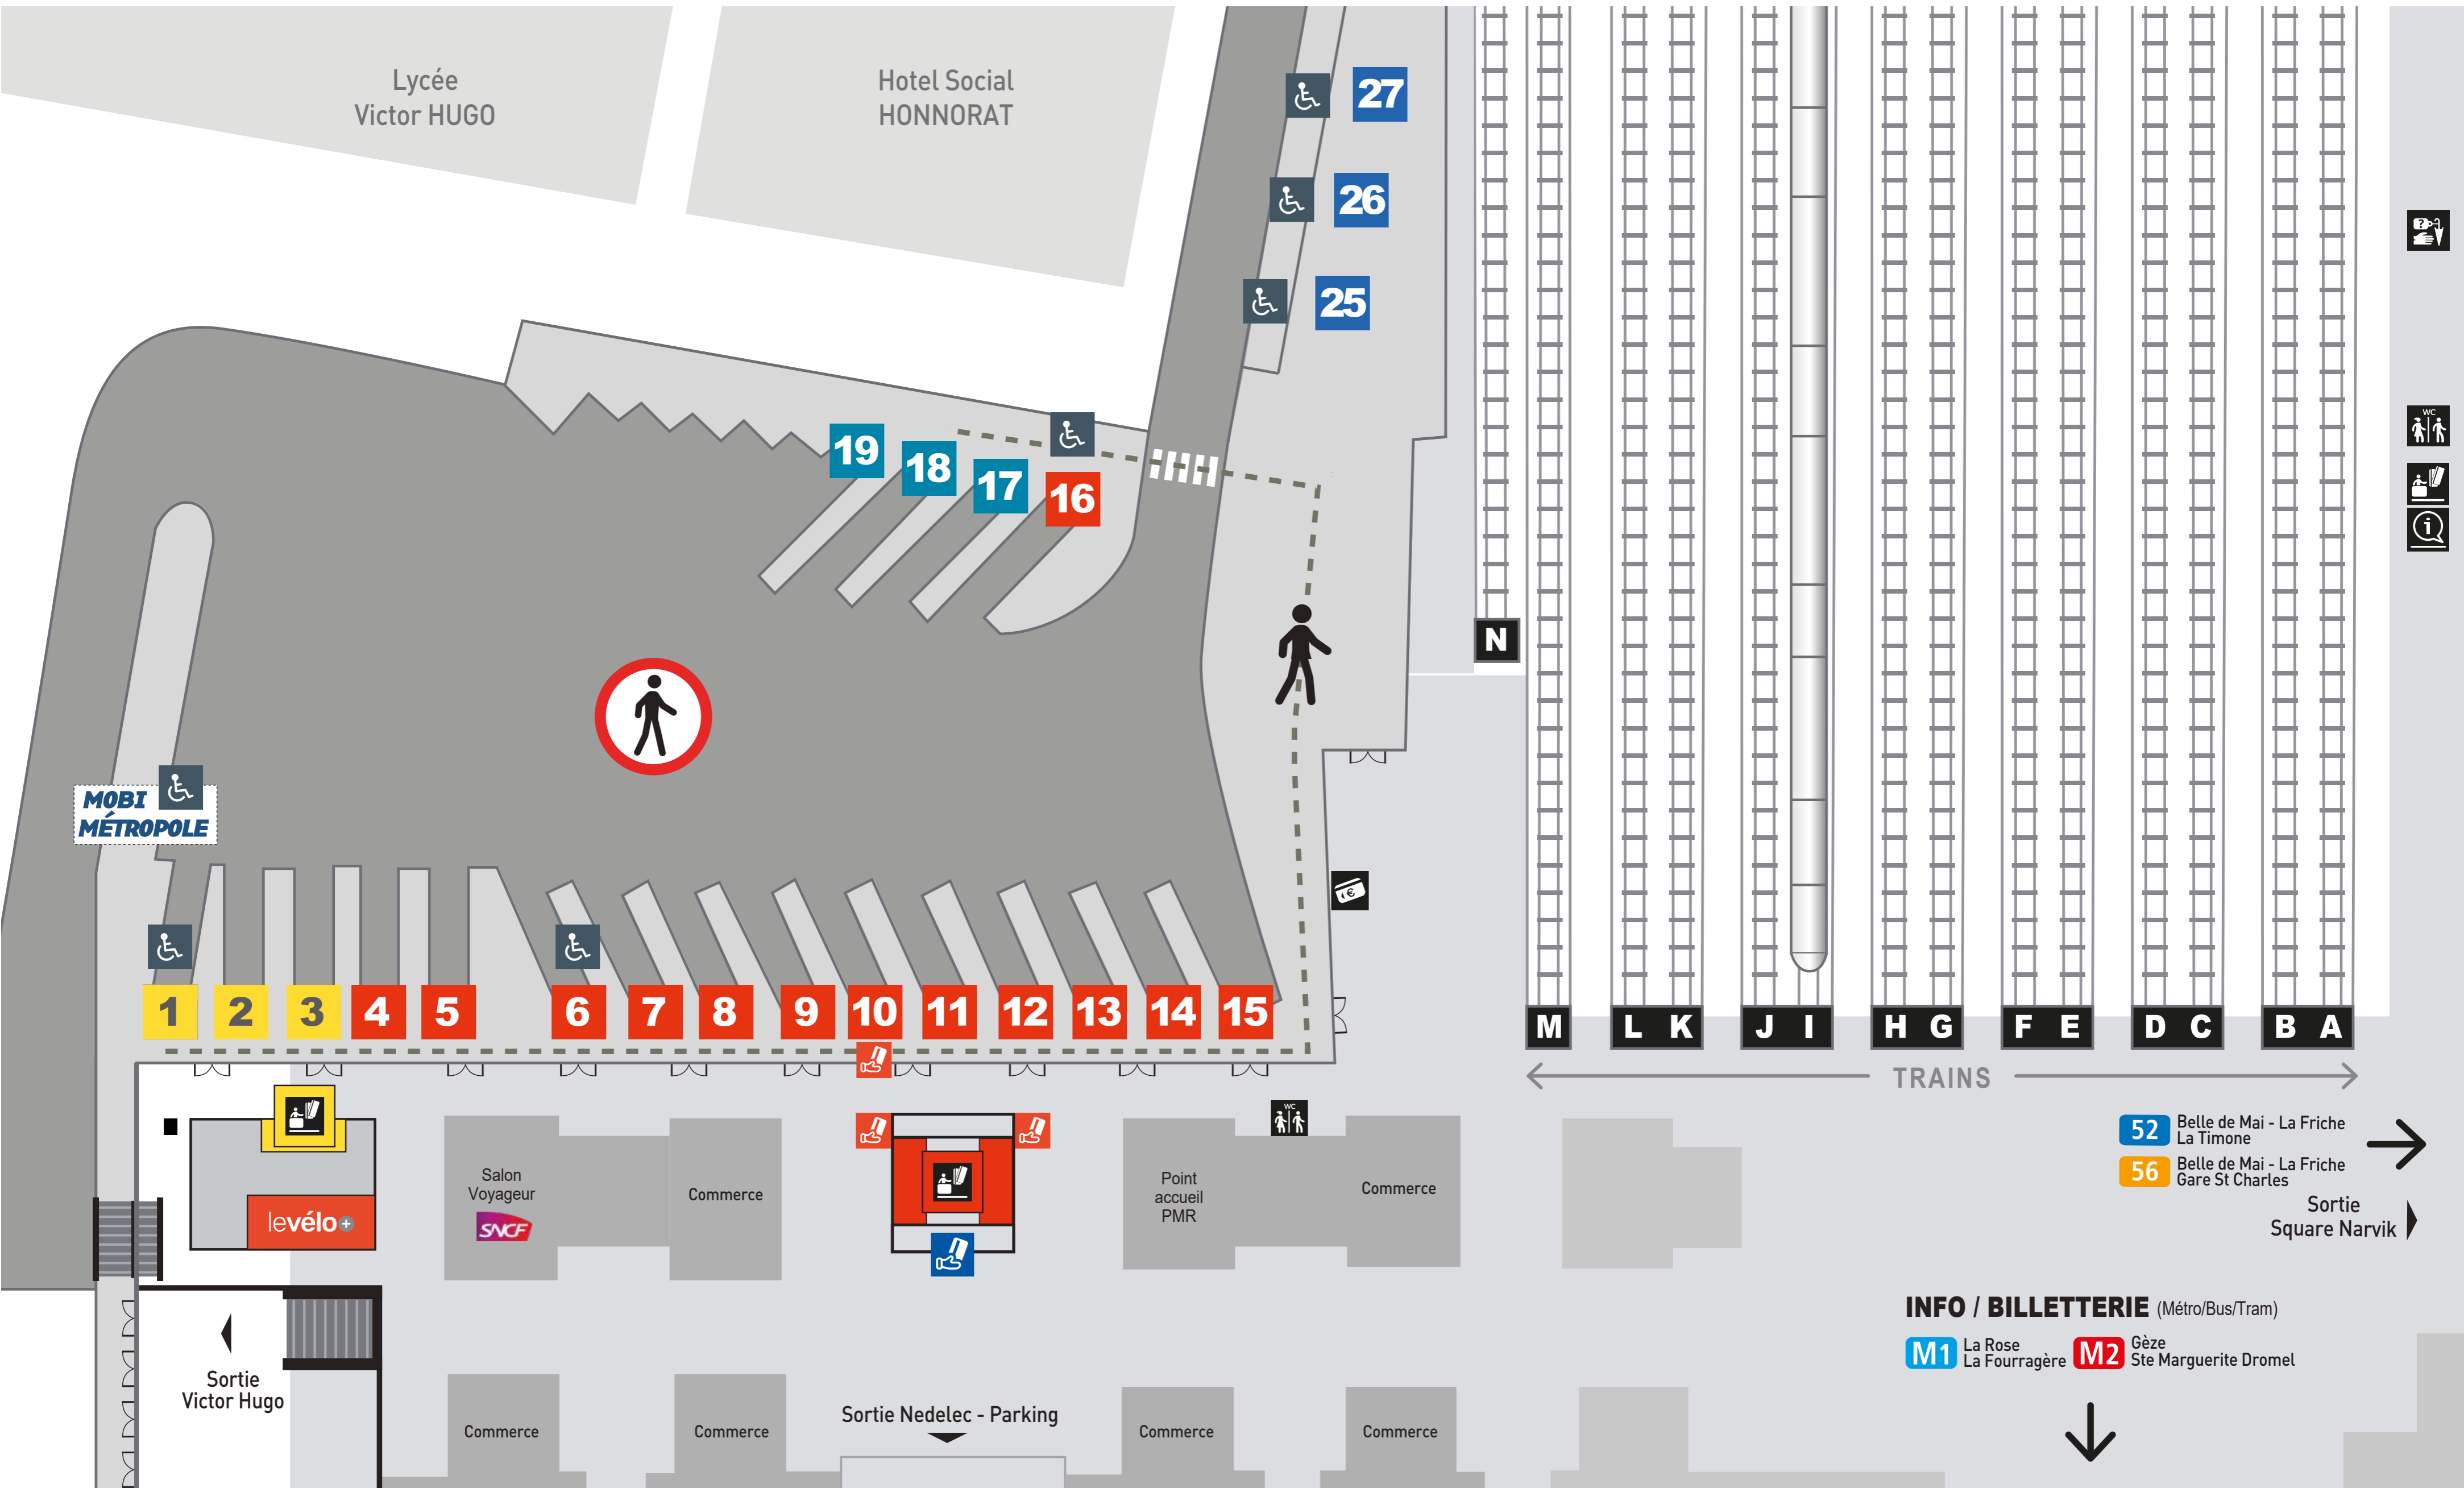 Lycée
Victor HUGO
Hotel Social
HONNORAT
27
26
25
19
18
17
16
WC
N
MOBI
MÉTROPOLE
€
1
2
3
4
5
6
7
8
9
10
11
12
13
14
15
M
L K
J I
H G
F E
D C
B A
TRAINS
WC
Salon
Voyageur
SNCF
Commerce
Point
accueil
PMR
Commerce
levélo+
52 Belle de Mai - La Friche
La Timone
56 Belle de Mai - La Friche
Gare St Charles
Sortie
Square Narvik
INFO / BILLETTERIE (Métro/Bus/Tram)
M1 La Rose
La Fourragère
M2 Gèze
Ste Marguerite Dromel
Sortie
Victor Hugo
Commerce
Commerce
Sortie Nedelec - Parking
Commerce
Commerce